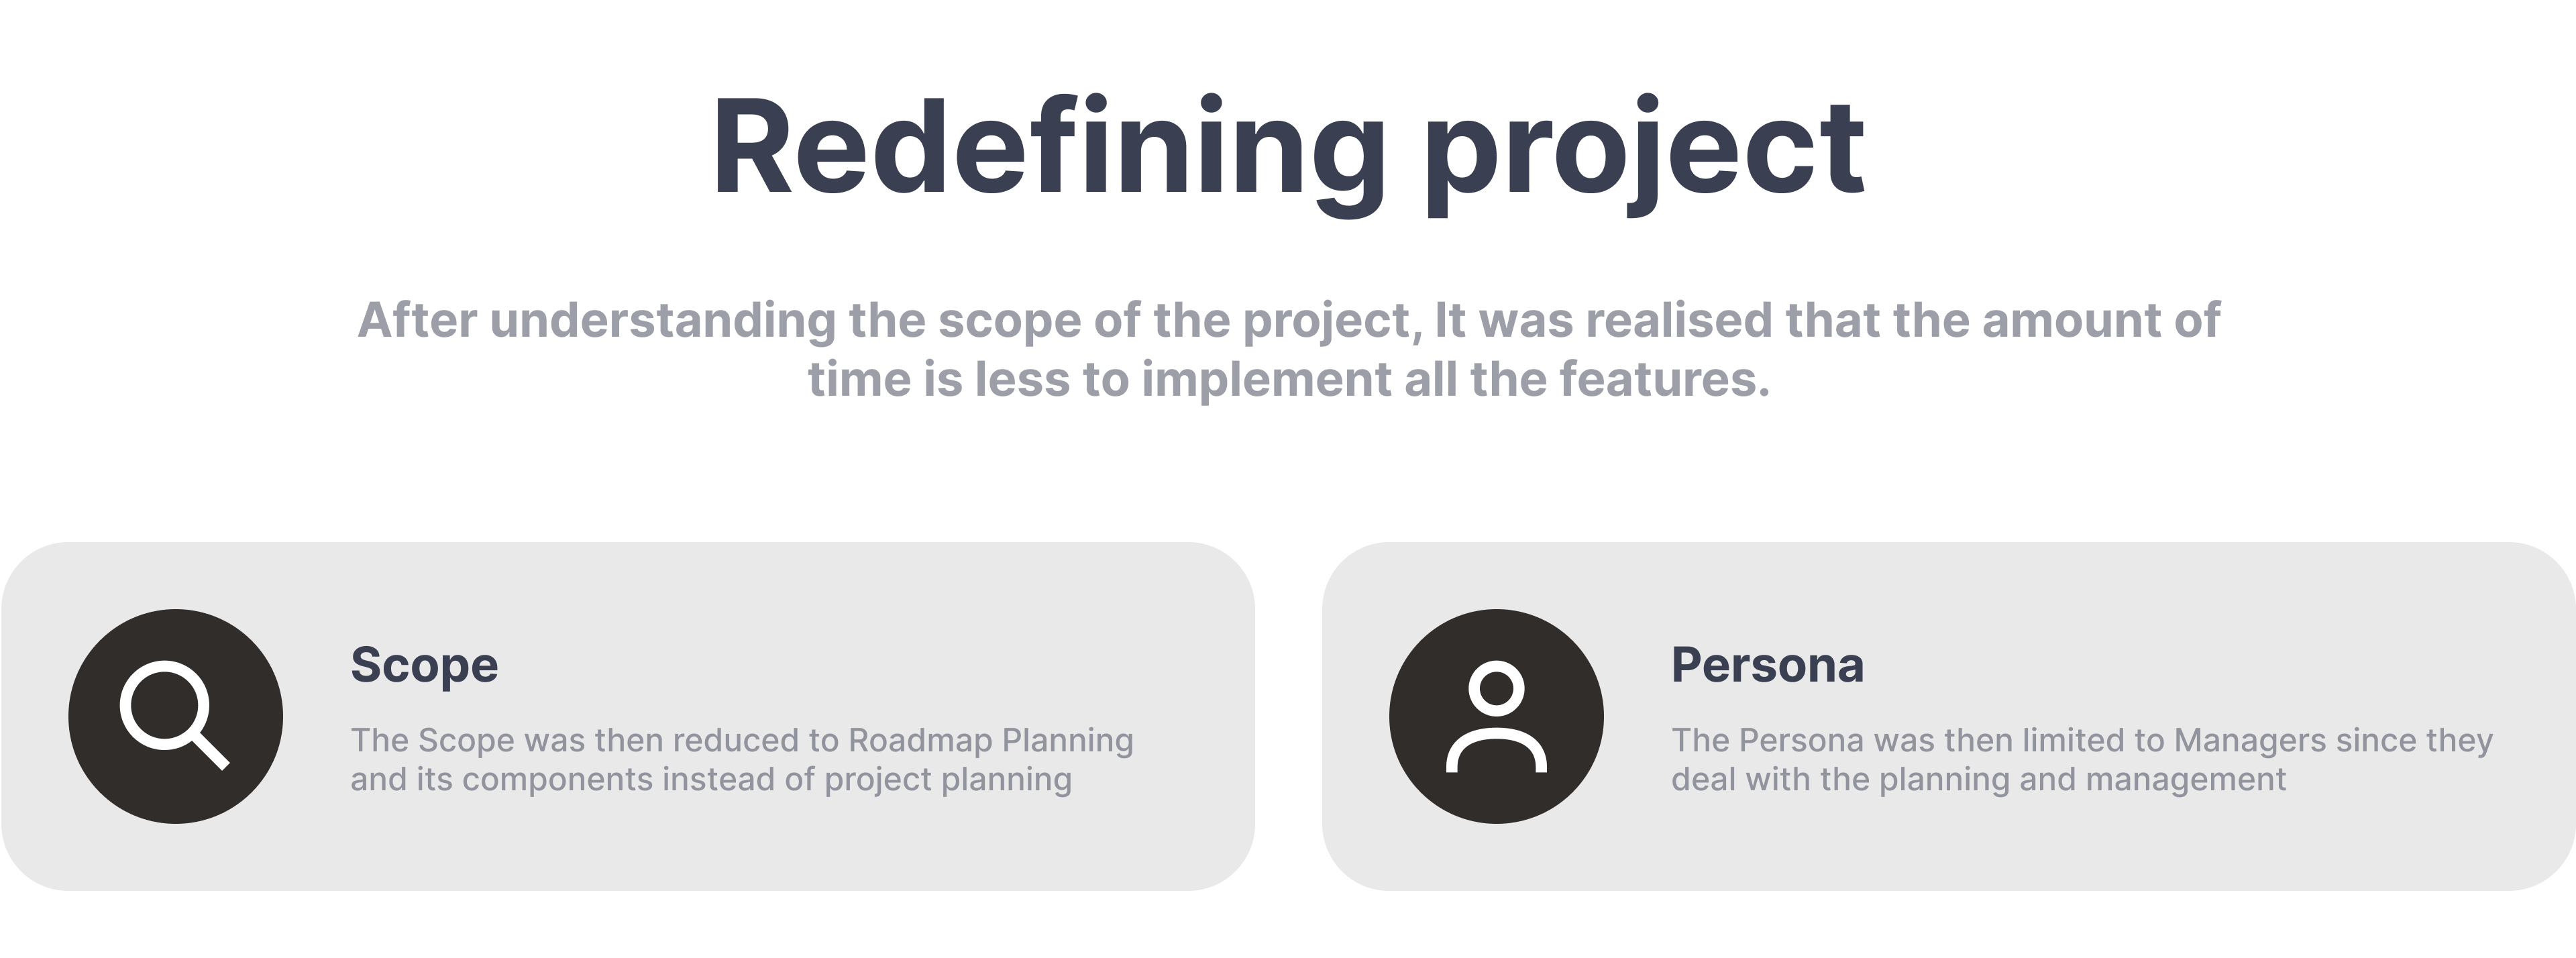 Redefining project
After understanding the scope of the project, It was realised that the amount of
time is less to implement all the features.
Scope
The Scope was then reduced to Roadmap Planning
and its components instead of project planning
Persona
The Persona was then limited to Managers since they
deal with the planning and management